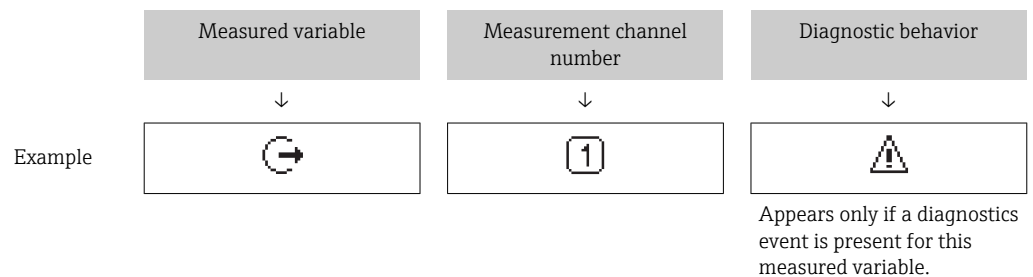 Measured variable
Measurement channel
number
Diagnostic behavior
↓
↓
↓
Example
1
Appears only if a diagnostics
event is present for this
measured variable.